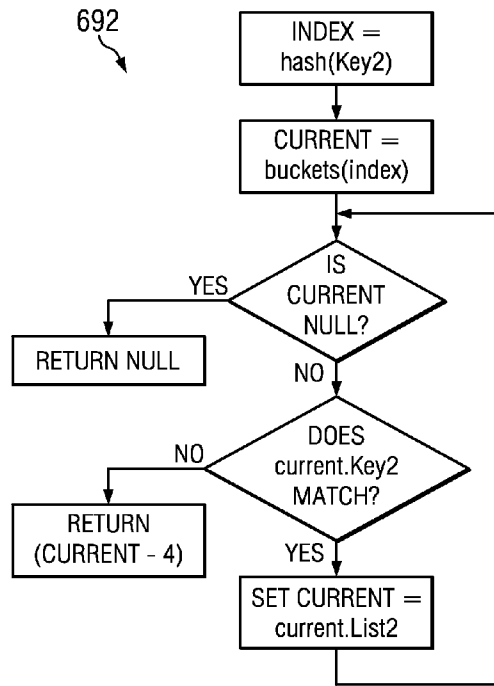 692
INDEX =
hash(Key2)
CURRENT =
buckets(index)
IS
CURRENT
NULL?
YES
RETURN NULL
NO
DOES
current.Key2
MATCH?
NO
RETURN
(CURRENT - 4)
YES
SET CURRENT =
current.List2